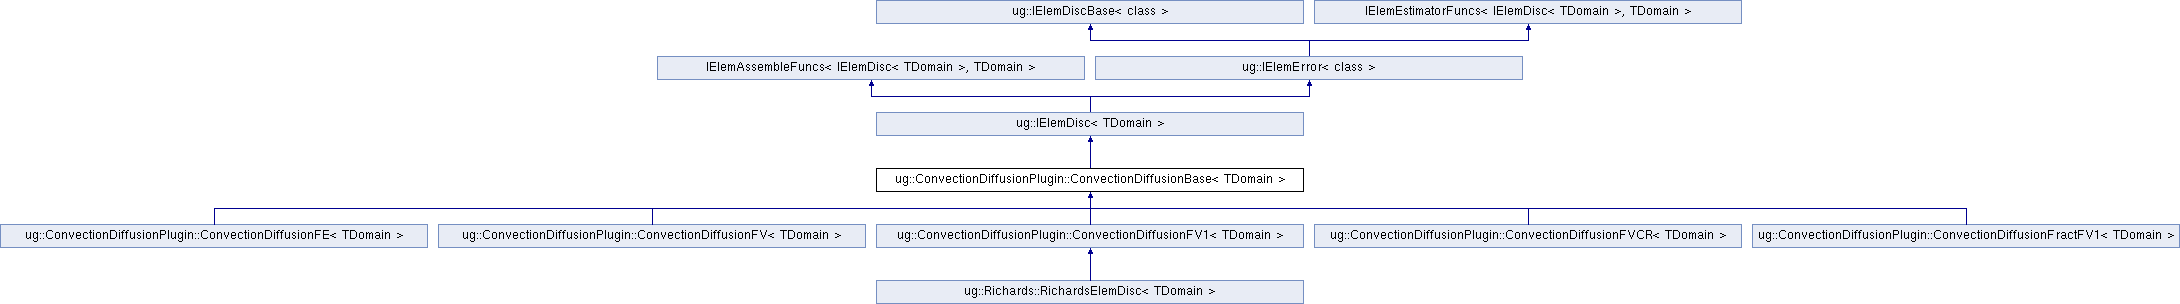 ug::IElemDiscBase< class >
IElemEstimatorFuncs< IElemDisc< TDomain >, TDomain >
IElemAssembleFuncs< IElemDisc< TDomain >, TDomain >
ug::IElemError< class >
ug::IElemDisc< TDomain >
ug::ConvectionDiffusionPlugin::ConvectionDiffusionBase< TDomain >
ug::ConvectionDiffusionPlugin::ConvectionDiffusionFE< TDomain >
ug::ConvectionDiffusionPlugin::ConvectionDiffusionFV< TDomain >
ug::ConvectionDiffusionPlugin::ConvectionDiffusionFV1< TDomain >
ug::ConvectionDiffusionPlugin::ConvectionDiffusionFVCR< TDomain >
ug::ConvectionDiffusionPlugin::ConvectionDiffusionFractFV1< TDomain >
ug::Richards::RichardsElemDisc< TDomain >